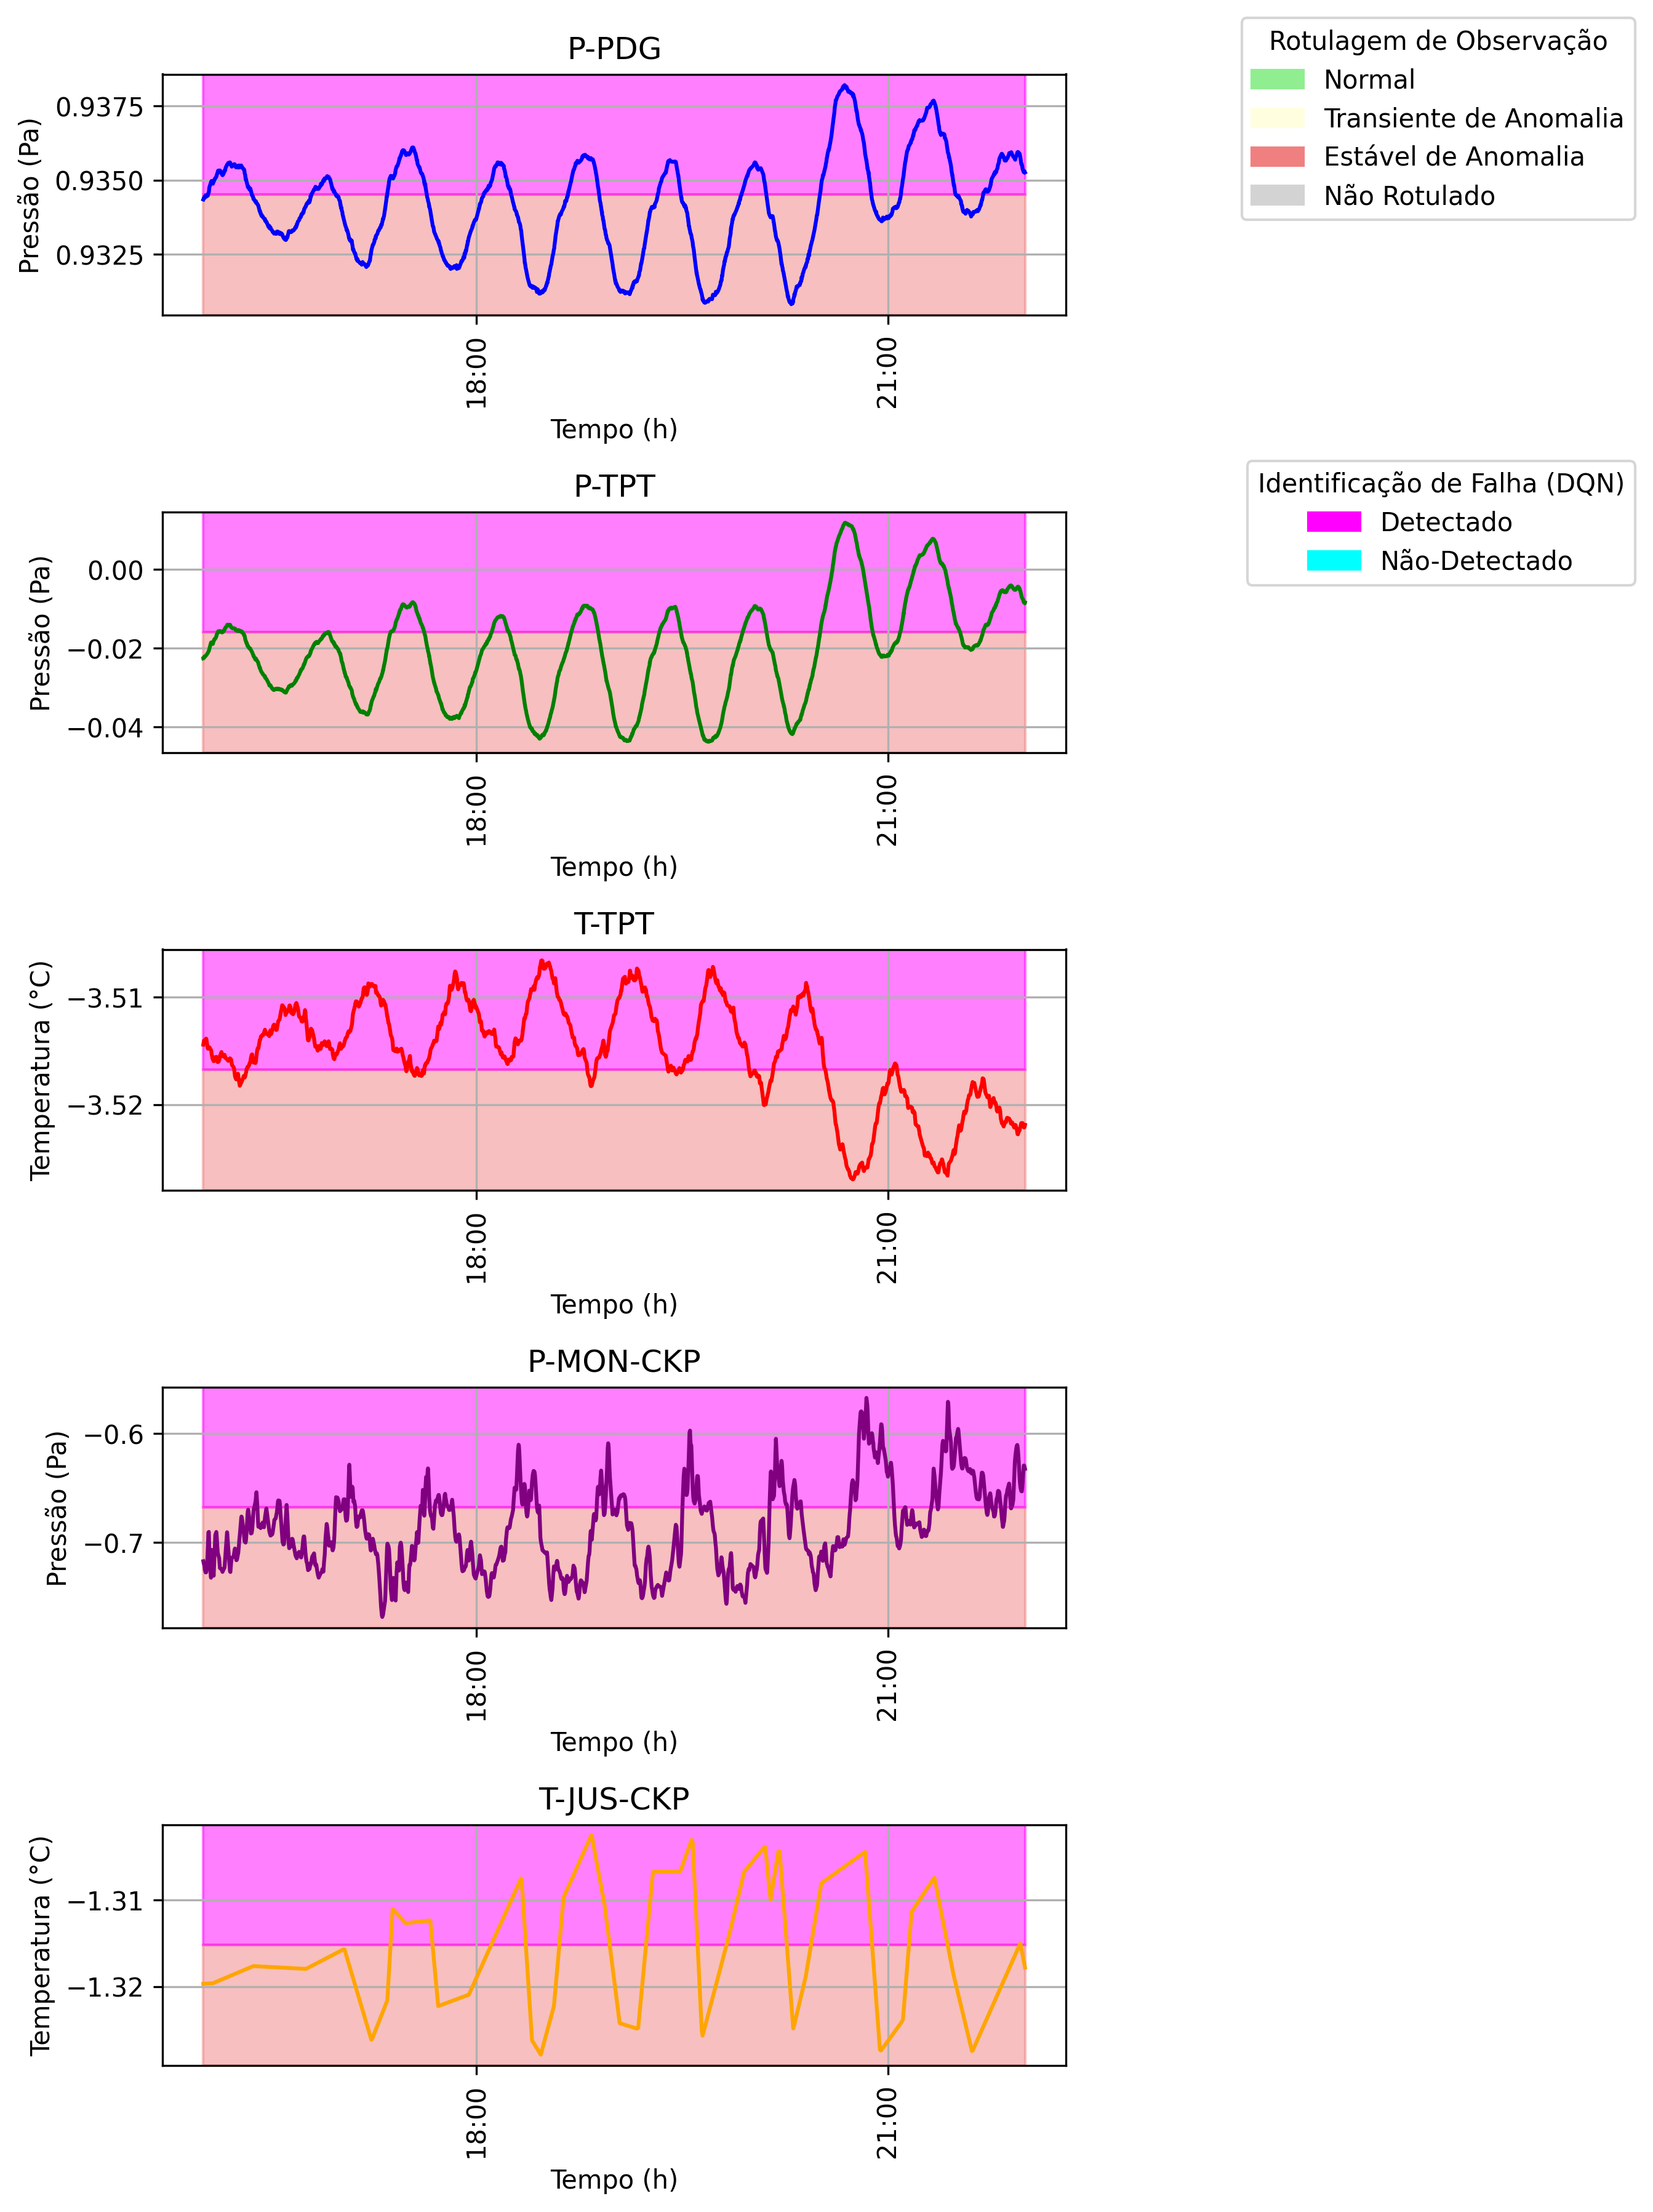 P-PDG
Pressão (Pa)
0.9375
0.9350
0.9325
18:00
21:00
Tempo (h)
Rotulagem de Observação
Normal
Transiente de Anomalia
Estável de Anomalia
Não Rotulado
P-TPT
Pressão (Pa)
0.00
−0.02
−0.04
18:00
21:00
Tempo (h)
Identificação de Falha (DQN)
Detectado
Não-Detectado
T-TPT
Temperatura (°C)
−3.51
−3.52
18:00
21:00
Tempo (h)
P-MON-CKP
Pressão (Pa)
−0.6
−0.7
18:00
21:00
Tempo (h)
T-JUS-CKP
Temperatura (°C)
−1.31
−1.32
18:00
21:00
Tempo (h)